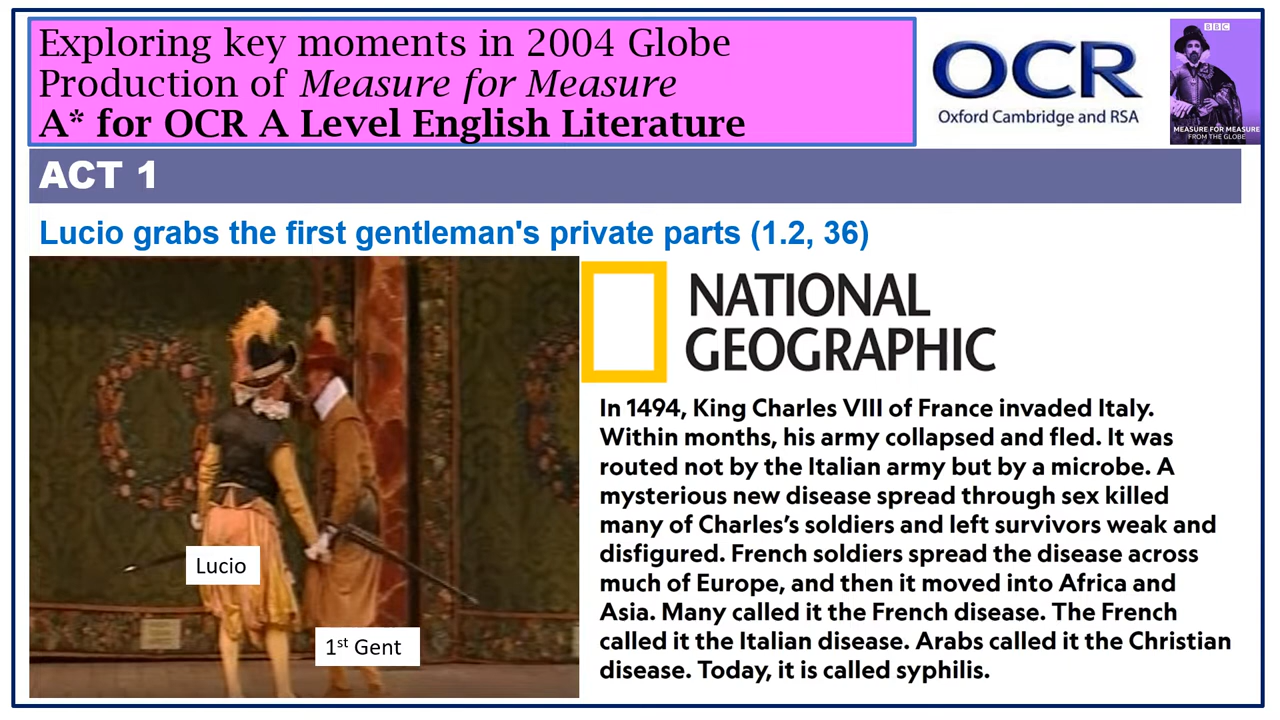 Exploring key moments in 2004 Globe
Production of Measure for Measure
A* for OCR A Level English Literature
OCR
Oxford Cambridge and RSA
BBC
MEASURE FOR MEASURE
FROM THE GLOBE
ACT 1
Lucio grabs the first gentleman's private parts (1.2, 36)
NATIONAL
GEOGRAPHIC
In 1494, King Charles VIII of France invaded Italy.
Within months, his army collapsed and fled. It was
routed not by the Italian army but by a microbe. A
mysterious new disease spread through sex killed
many of Charles's soldiers and left survivors weak and
disfigured. French soldiers spread the disease across
much of Europe, and then it moved into Africa and
Asia. Many called it the French disease. The French
called it the Italian disease. Arabs called it the Christian
disease. Today, it is called syphilis.
Lucio
1st Gent